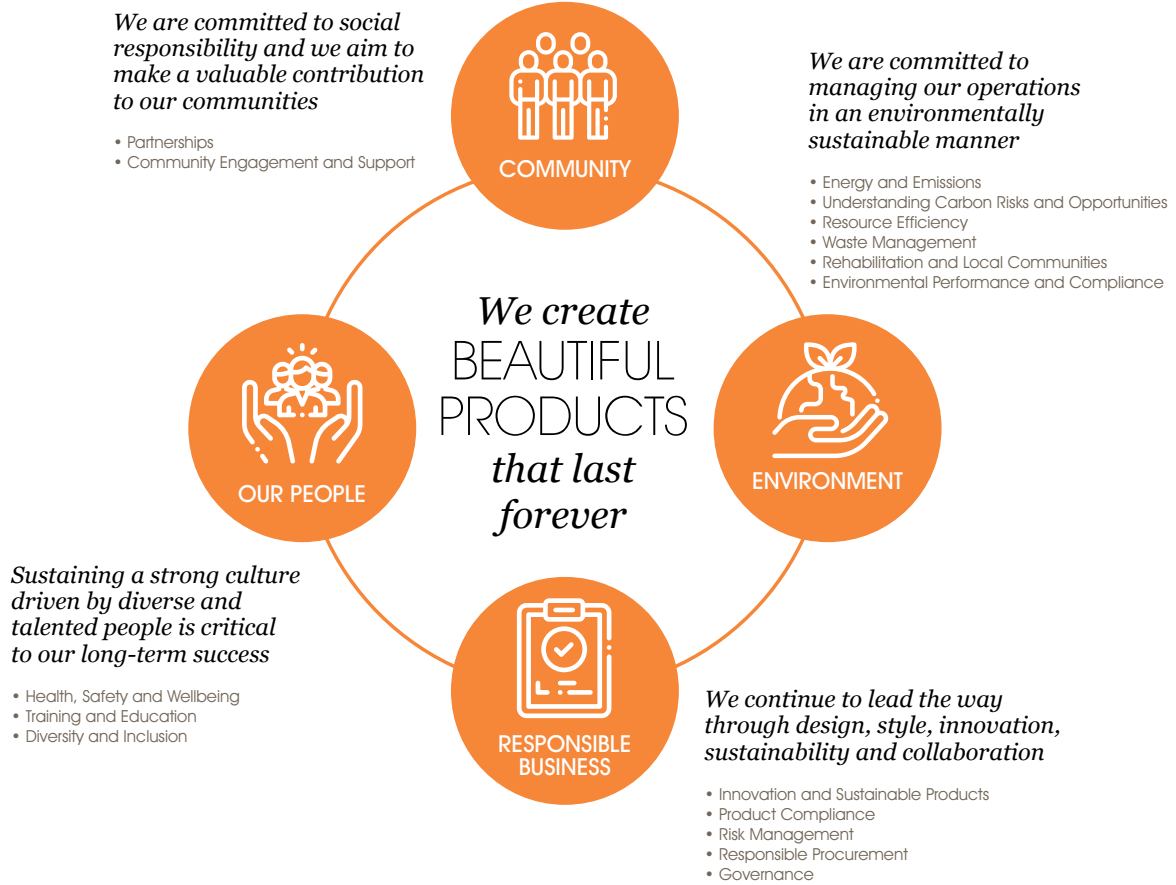 We are committed to social
responsibility and we aim to
make a valuable contribution
to our communities
• Partnerships
• Community Engagement and Support
COMMUNITY
We are committed to
managing our operations
in an environmentally
sustainable manner
• Energy and Emissions
• Understanding Carbon Risks and Opportunities
• Resource Efficiency
• Waste Management
• Rehabilitation and Local Communities
• Environmental Performance and Compliance
We create
BEAUTIFUL
PRODUCTS
that last
forever
OUR PEOPLE
ENVIRONMENT
Sustaining a strong culture
driven by diverse and
talented people is critical
to our long-term success
• Health, Safety and Wellbeing
• Training and Education
• Diversity and Inclusion
RESPONSIBLE
BUSINESS
We continue to lead the way
through design, style, innovation,
sustainability and collaboration
• Innovation and Sustainable Products
• Product Compliance
• Risk Management
• Responsible Procurement
• Governance